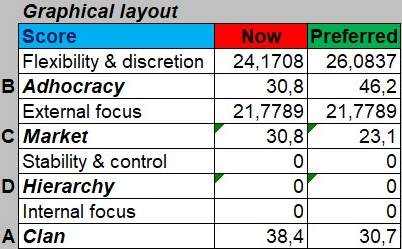 Graphical layout
Score Now Preferred
Flexibility & discretion 24,1708 26,0837
B Adhocracy 30,8 46,2
External focus 21,7789 21,7789
C Market 30,8 23,1
Stability & control 0 0
D Hierarchy 0 0
Internal focus 0 0
A Clan 38,4 30,7